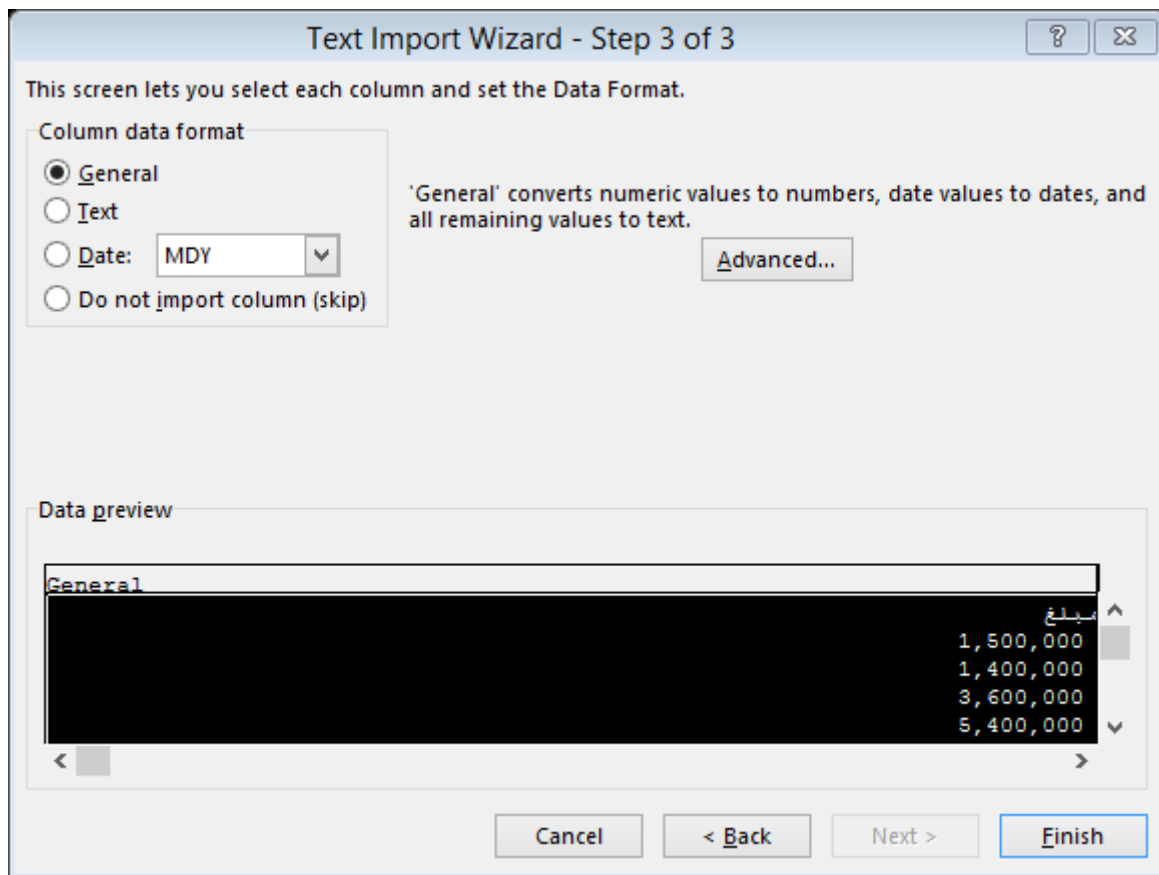 Text Import Wizard - Step 3 of 3
This screen lets you select each column and set the Data Format.
Column data format
General
Text
Date: MDY
Do not import column (skip)
'General' converts numeric values to numbers, date values to dates, and
all remaining values to text.
Advanced...
Data preview
General
مبلغ
1,500,000
1,400,000
3,600,000
5,400,000
Cancel
< Back
Next >
Finish